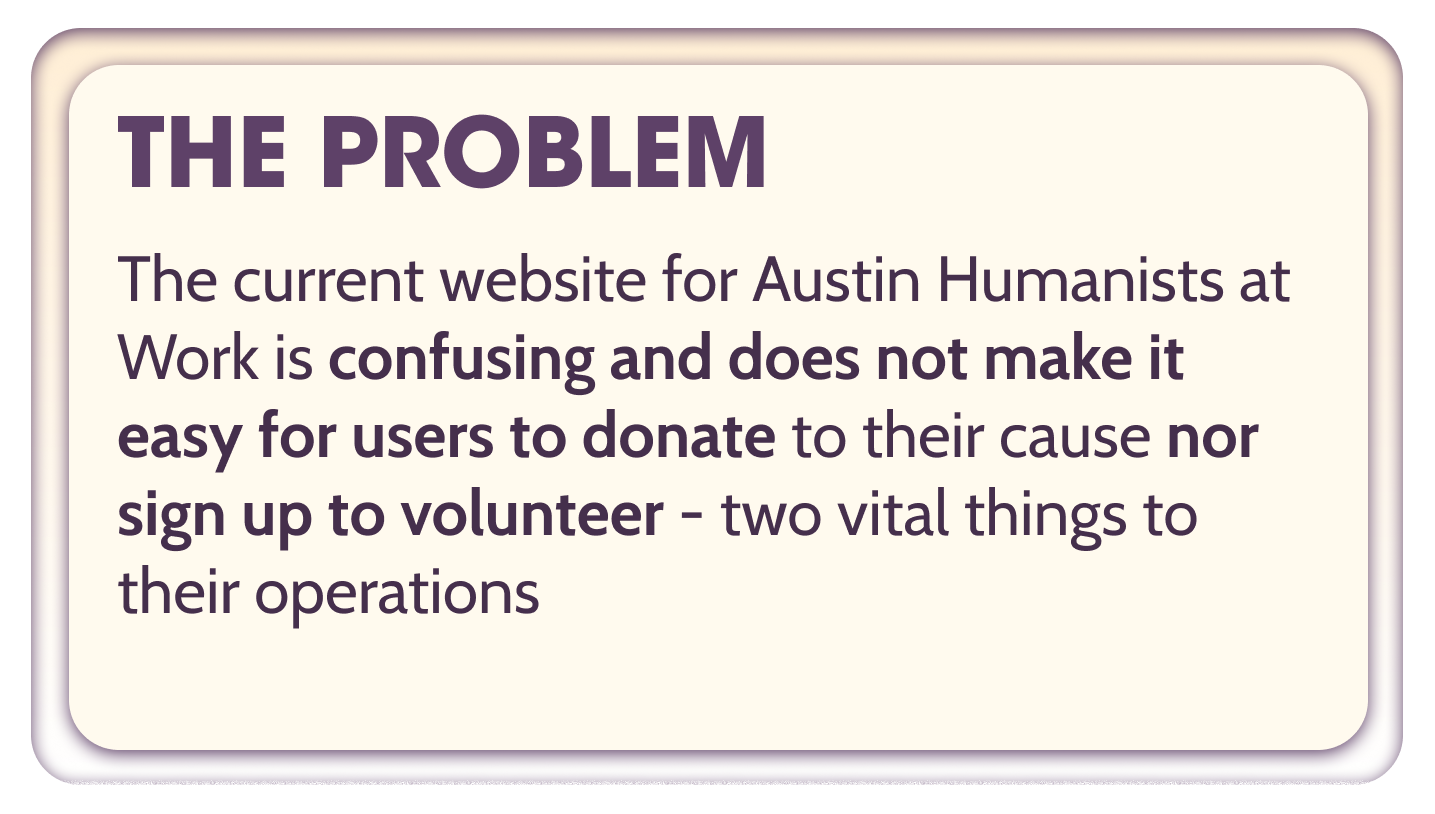 THE PROBLEM
The current website for Austin Humanists at
Work is confusing and does not make it
easy for users to donate to their cause nor
sign up to volunteer - two vital things to
their operations